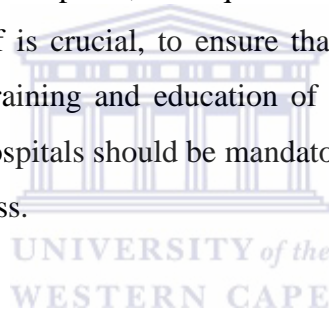 f is crucial, to ensure tha
raining and education of
ospitals should be mandato
ss.
UNIVERSITY of the
WESTERN CAPE